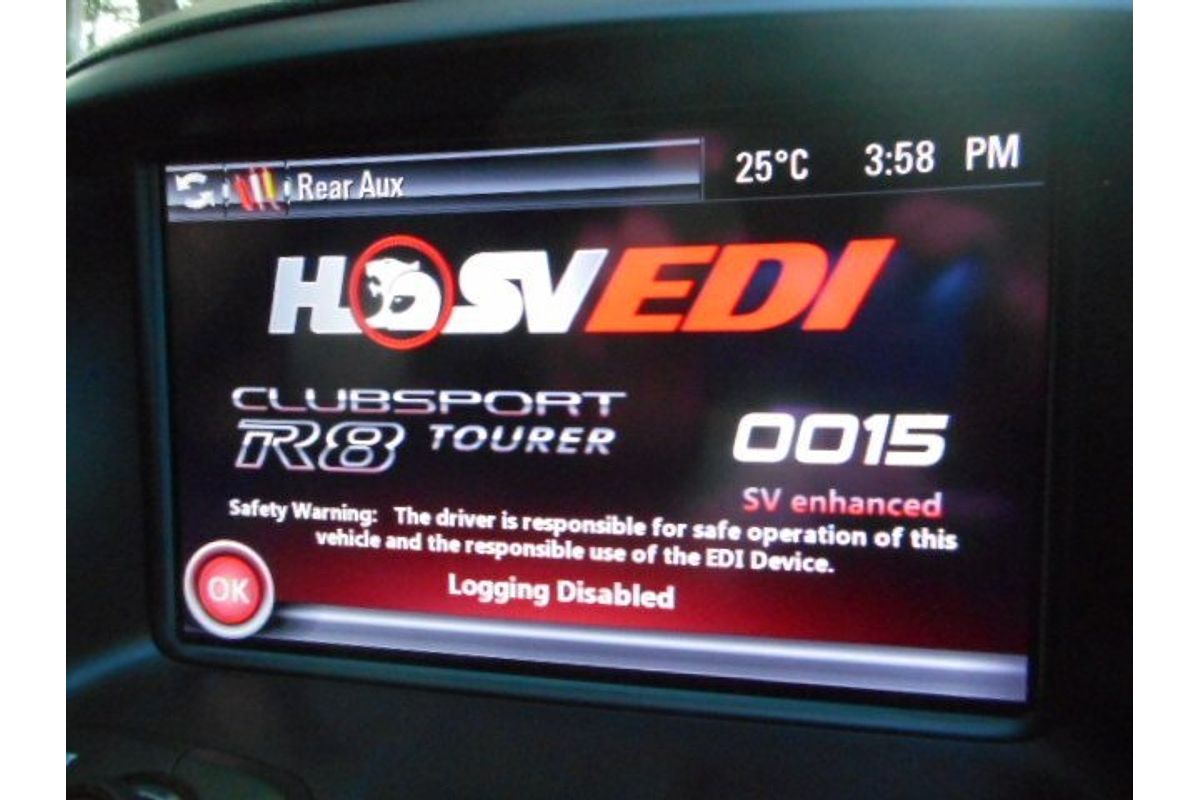 Rear Aux 25°C 3:58 PM
HSV EDI
CLUBSPORT
R8 TOURER 0015
SV enhanced
Safety Warning: The driver is responsible for safe operation of this
vehicle and the responsible use of the EDI Device.
OK
Logging Disabled